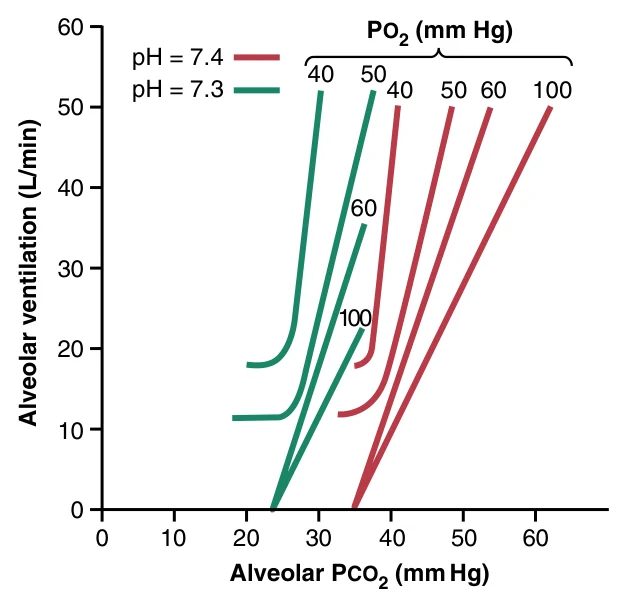 PO₂ (mm Hg)
pH = 7.4
pH = 7.3
40 50 40 50 60 100
60
100
60
50
40
30
20
10
0
0 10 20 30 40 50 60
Alveolar ventilation (L/min)
Alveolar PCO₂ (mm Hg)